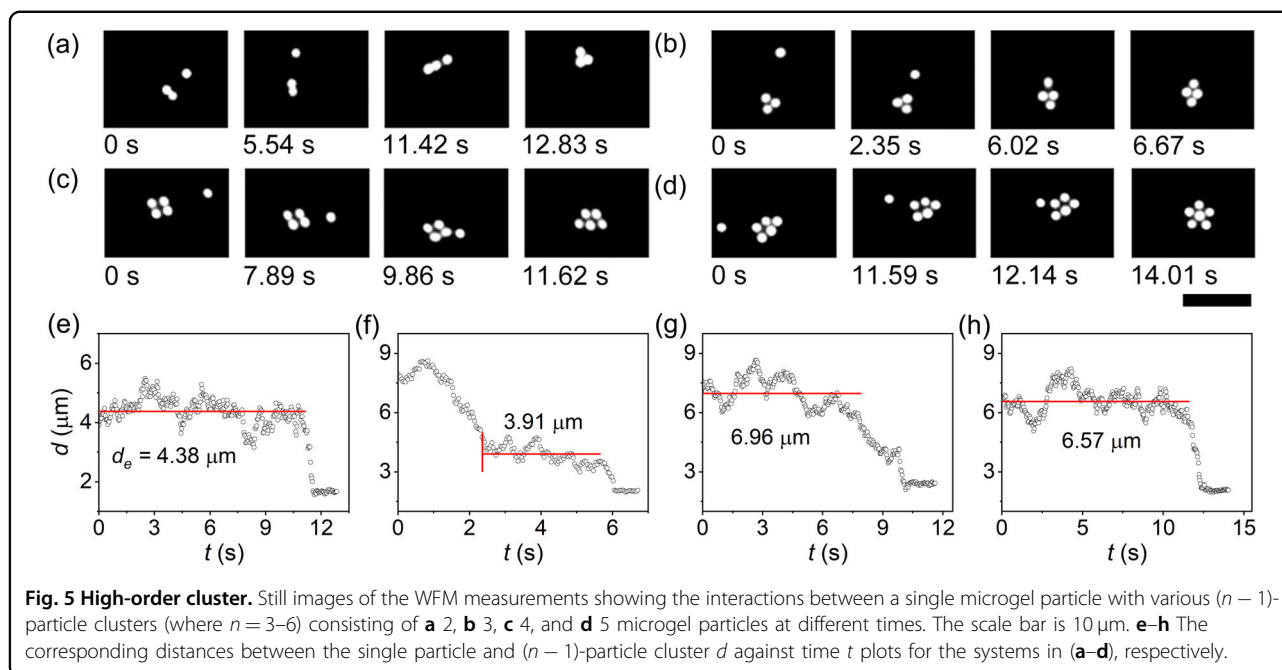 (a)
(b)
0 s 5.54 s 11.42 s 12.83 s
0 s 2.35 s 6.02 s 6.67 s
(c)
(d)
0 s 7.89 s 9.86 s 11.62 s
0 s 11.59 s 12.14 s 14.01 s
(e)
d (μm)
6
4
2
dₑ = 4.38 μm
0 3 6 9 12
t (s)
(f)
9
6
3
3.91 μm
0 2 4 6
t (s)
(g)
9
6
3
6.96 μm
0 3 6 9 12
t (s)
(h)
9
6
3
6.57 μm
0 5 10 15
t (s)
Fig. 5 High-order cluster. Still images of the WFM measurements showing the interactions between a single microgel particle with various (n − 1)-
particle clusters (where n = 3–6) consisting of a 2, b 3, c 4, and d 5 microgel particles at different times. The scale bar is 10 μm. e–h The
corresponding distances between the single particle and (n − 1)-particle cluster d against time t plots for the systems in (a–d), respectively.